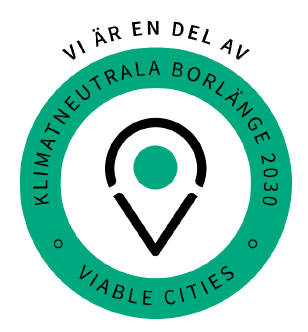 VI ÄR EN DEL AV
KLIMATNEUTRALA BORLÄNGE 2030
VIABLE CITIES